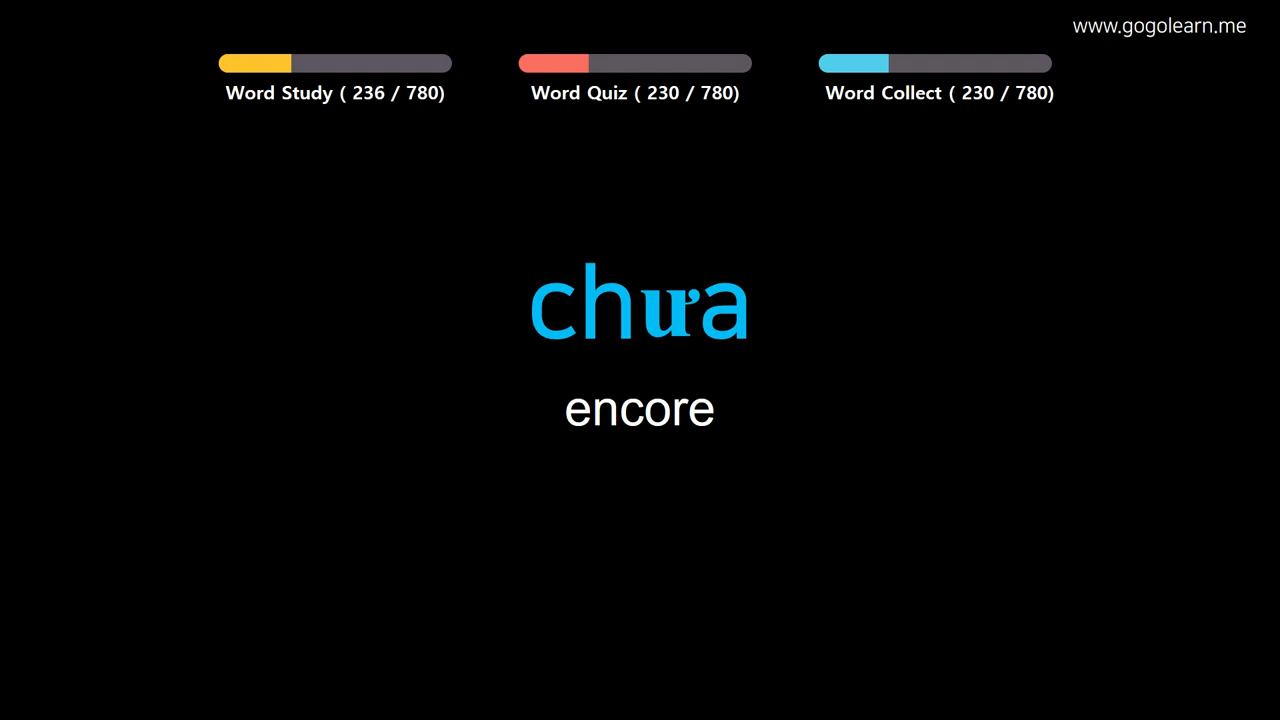 www.gogolearn.me
Word Study ( 236 / 780)
Word Quiz ( 230 / 780)
Word Collect ( 230 / 780)
chưa
encore